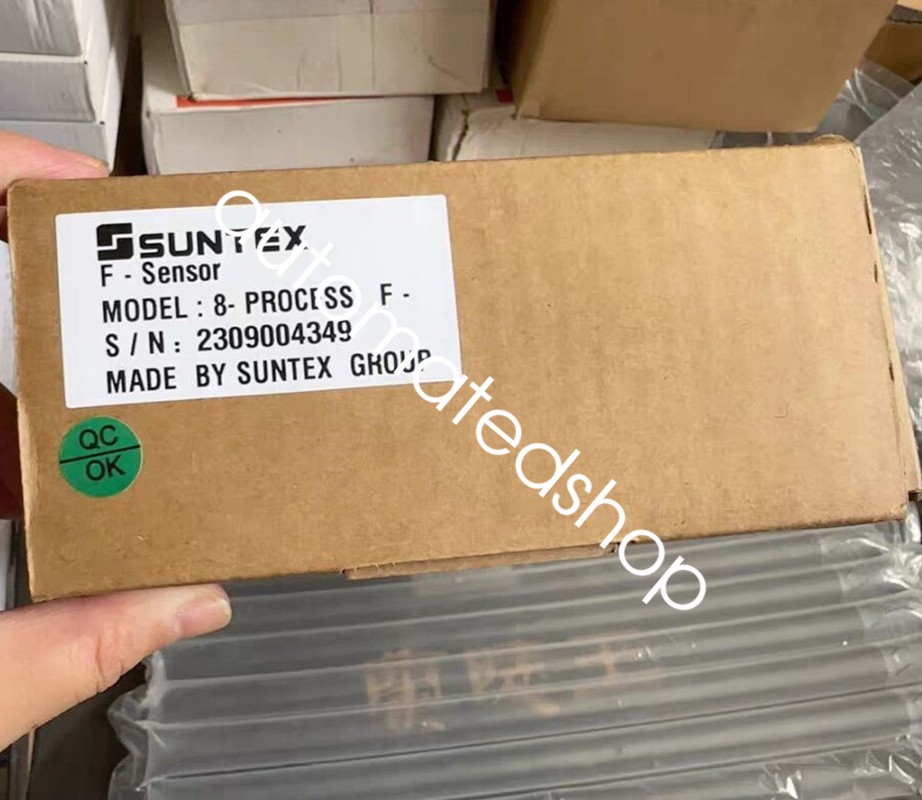 SUNTEX
F - Sensor
MODEL : 8- PROCESS F -
S / N : 2309004349
MADE BY SUNTEX GROUP
QC
OK
automatedshop